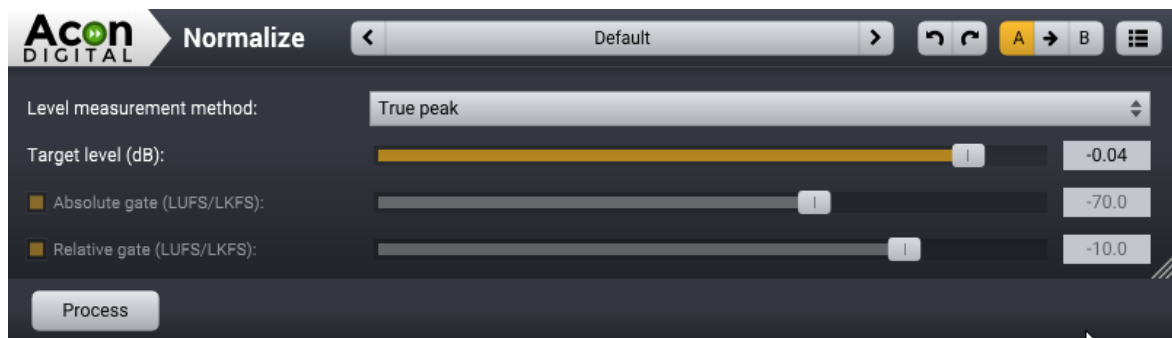 Acon DIGITAL Normalize < Default > A → B
Level measurement method: True peak
Target level (dB): -0.04
Absolute gate (LUFS/LKFS): -70.0
Relative gate (LUFS/LKFS): -10.0
Process